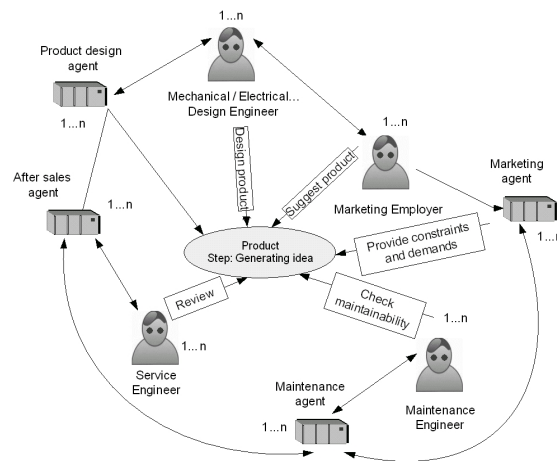 1...n
Product design
agent
1...n
Mechanical / Electrical...
Design Engineer
1...n
Design product
Suggest product
After sales
agent
1...n
Marketing Employer
Marketing
agent
1...n
Product
Step: Generating idea
Provide constraints
and demands
Review
Check
maintainability
1...n
1...n
Service
Engineer
Maintenance
agent
1...n
Maintenance
Engineer